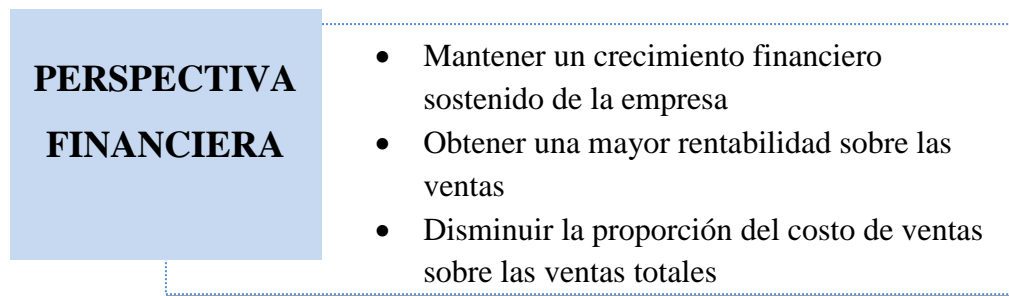 PERSPECTIVA
FINANCIERA
• Mantener un crecimiento financiero
sostenido de la empresa
• Obtener una mayor rentabilidad sobre las
ventas
• Disminuir la proporción del costo de ventas
sobre las ventas totales